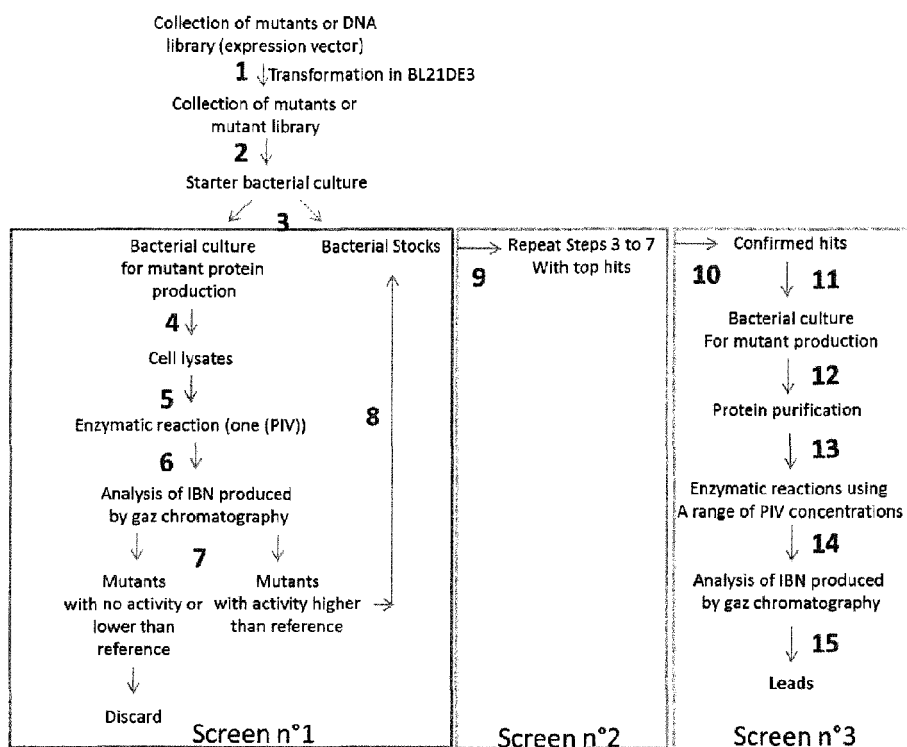 Collection of mutants or DNA
library (expression vector)
1 Transformation in BL21DE3
Collection of mutants or
mutant library
2
Starter bacterial culture
3
Bacterial culture
for mutant protein
production
Bacterial Stocks
4
Cell lysates
5
Enzymatic reaction (one (PIV))
6
8
Analysis of IBN produced
by gaz chromatography
7
Mutants
with no activity or
lower than
reference
Mutants
with activity higher
than reference
Discard
Screen n°1
9
Repeat Steps 3 to 7
With top hits
Screen n°2
10
Confirmed hits
11
Bacterial culture
For mutant production
12
Protein purification
13
Enzymatic reactions using
A range of PIV concentrations
14
Analysis of IBN produced
by gaz chromatography
15
Leads
Screen n°3